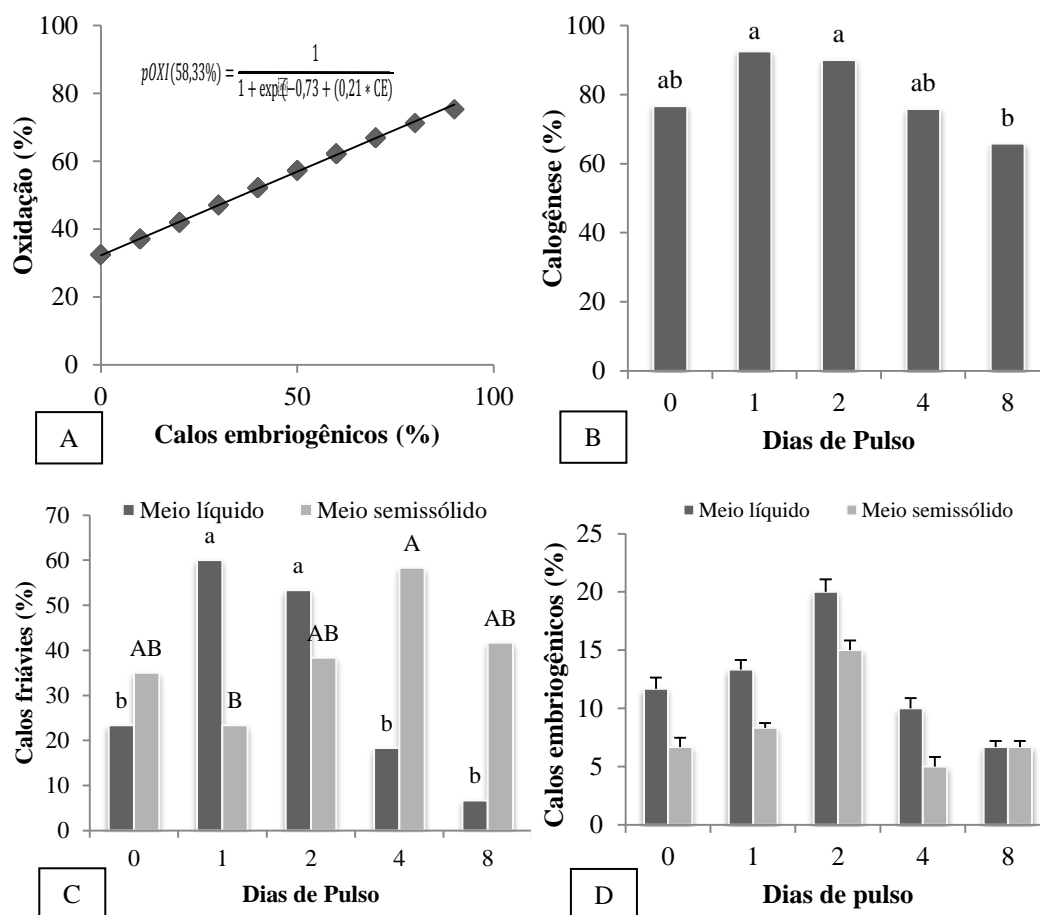 100
80
60
40
20
0
0
50
100
Oxidação (%)
Calos embriogênicos (%)
pOXI(58,33%) =
1
1 + exp (−0,73 + (0,21 * CE)
A
100
80
60
40
20
0
Calogênese (%)
ab
a
a
ab
b
0 1 2 4 8
Dias de Pulso
B
Meio líquido Meio semissólido
70
60
50
40
30
20
10
0
Calos friávies (%)
b AB
a B
a AB
b A
b AB
0 1 2 4 8
Dias de Pulso
C
Meio líquido Meio semissólido
25
20
15
10
5
0
Calos embriogênicos (%)
0 1 2 4 8
Dias de pulso
D